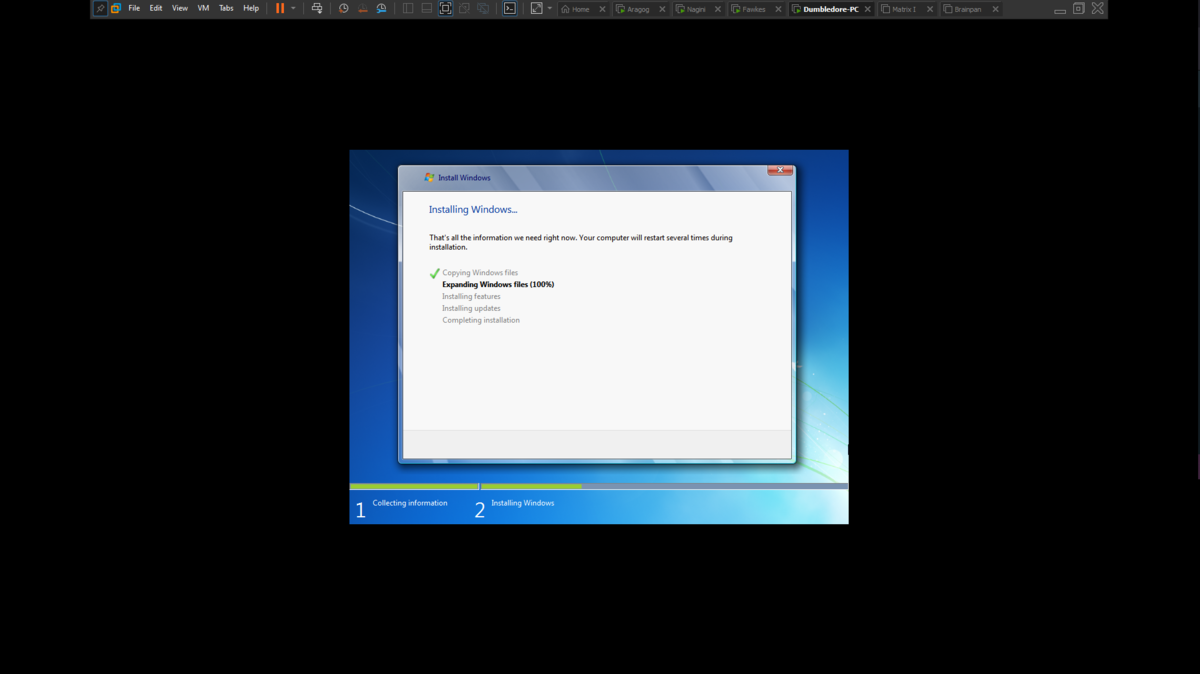 File Edit View VM Tabs Help
Home Aragog Nagini Fawkes Dumbledore-PC Matrix I Brainpan
Install Windows
Installing Windows...
That's all the information we need right now. Your computer will restart several times during
installation.
Copying Windows files
Expanding Windows files (100%)
Installing features
Installing updates
Completing installation
1 Collecting information 2 Installing Windows